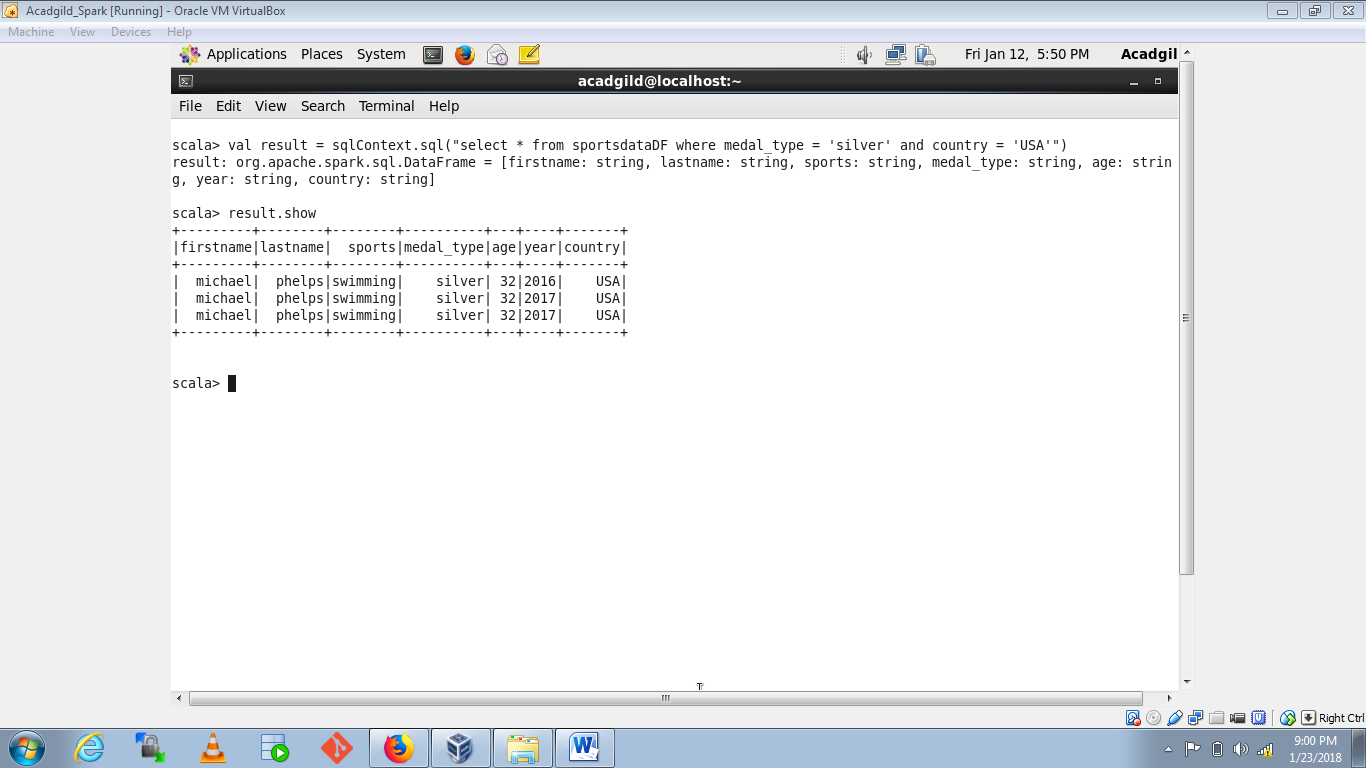 Acadgild_Spark [Running] - Oracle VM VirtualBox
Machine View Devices Help
Applications Places System Fri Jan 12, 5:50 PM Acadgil
acadgild@localhost:~
File Edit View Search Terminal Help
scala> val result = sqlContext.sql("select * from sportsdataDF where medal_type = 'silver' and country = 'USA'")
result: org.apache.spark.sql.DataFrame = [firstname: string, lastname: string, sports: string, medal_type: string, age: strin
g, year: string, country: string]
scala> result.show
+---------+--------+--------+----------+---+----+-------+
|firstname|lastname|  sports|medal_type|age|year|country|
+---------+--------+--------+----------+---+----+-------+
|  michael|  phelps|swimming|    silver| 32|2016|    USA|
|  michael|  phelps|swimming|    silver| 32|2017|    USA|
|  michael|  phelps|swimming|    silver| 32|2017|    USA|
+---------+--------+--------+----------+---+----+-------+
scala>
Right Ctrl
9:00 PM
1/23/2018